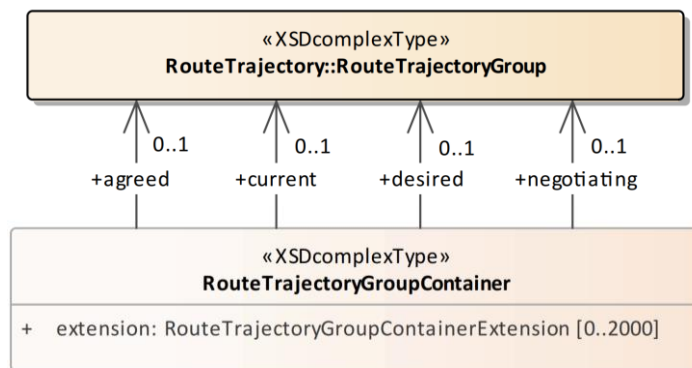 «XSDcomplexType»
RouteTrajectory::RouteTrajectoryGroup
0..1 0..1 0..1 0..1
+agreed +current +desired +negotiating
«XSDcomplexType»
RouteTrajectoryGroupContainer
+ extension: RouteTrajectoryGroupContainerExtension [0..2000]